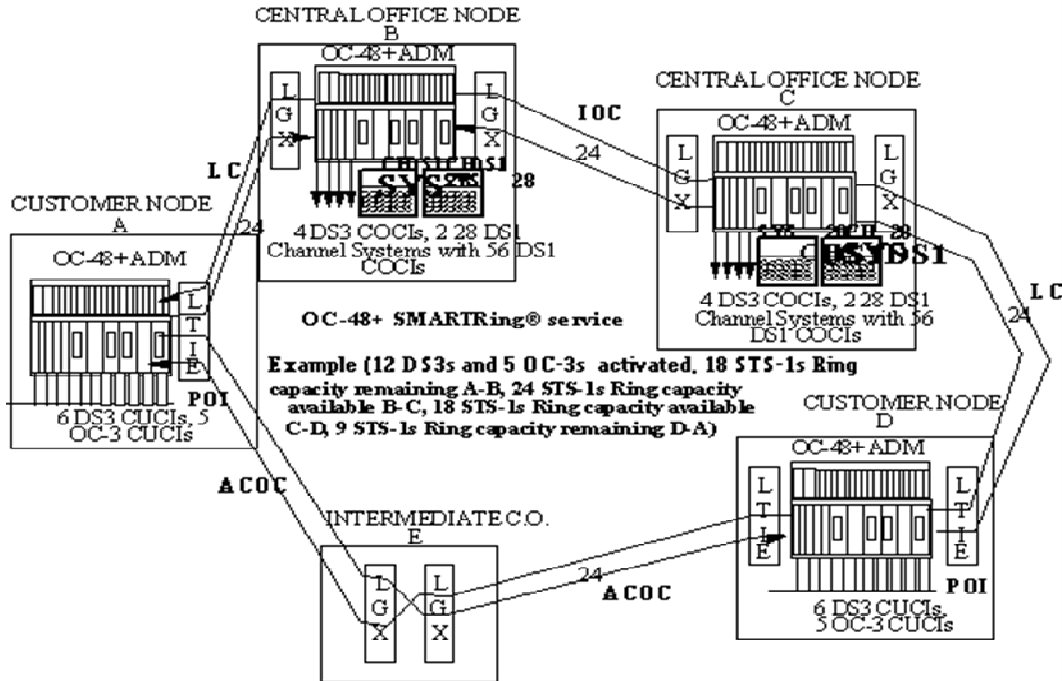 CENTRAL OFFICE NODE
B
OC-48+ ADM
L
G
X
L
G
X
28
4 DS3 COCIs, 2 28 DS1
Channel Systems with 56 DS1
COCIs
CENTRAL OFFICE NODE
C
OC-48+ ADM
L
G
X
L
G
X
4 DS3 COCIs, 2 28 DS1
Channel Systems with 56
DS1 COCIs
IOC
24
LC
24
LC
24
CUSTOMER NODE
A
OC-48+ ADM
L
T
I
E
POI
6 DS3 CUCIs, 5
OC-3 CUCIs
OC-48+ SMARTRing® service
Example (12 DS3s and 5 OC-3s activated, 18 STS-1s Ring
capacity remaining A-B, 24 STS-1s Ring capacity
available B-C, 18 STS-1s Ring capacity available
C-D, 9 STS-1s Ring capacity remaining D-A)
CUSTOMER NODE
D
OC-48+ ADM
L
T
I
E
L
T
I
E
POI
6 DS3 CUCIs,
5 OC-3 CUCIs
ACOC
INTERMEDIATE C.O.
E
L
G
X
L
G
X
24
ACOC